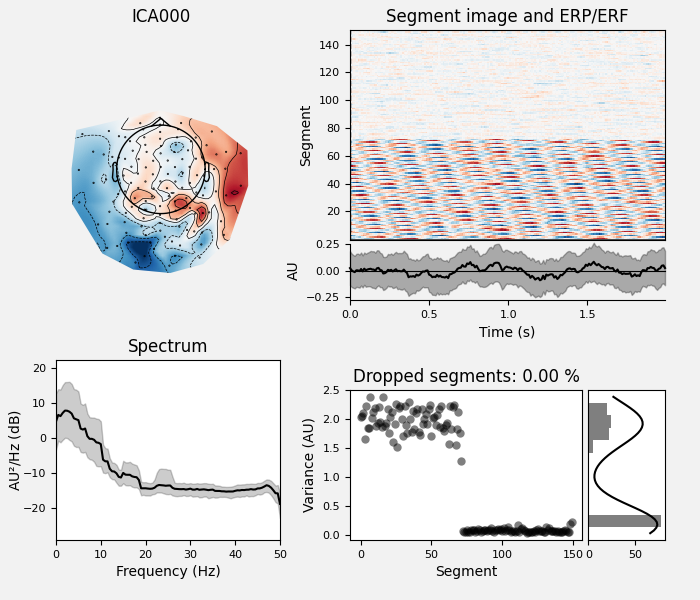 ICA000
Segment image and ERP/ERF
Segment
140
120
100
80
60
40
20
AU
0.25
0.00
−0.25
0.0 0.5 1.0 1.5
Time (s)
Spectrum
AU²/Hz (dB)
20
10
0
−10
−20
0 10 20 30 40 50
Frequency (Hz)
Dropped segments: 0.00 %
Variance (AU)
2.5
2.0
1.5
1.0
0.5
0.0
0 50 100 150
Segment
0 50